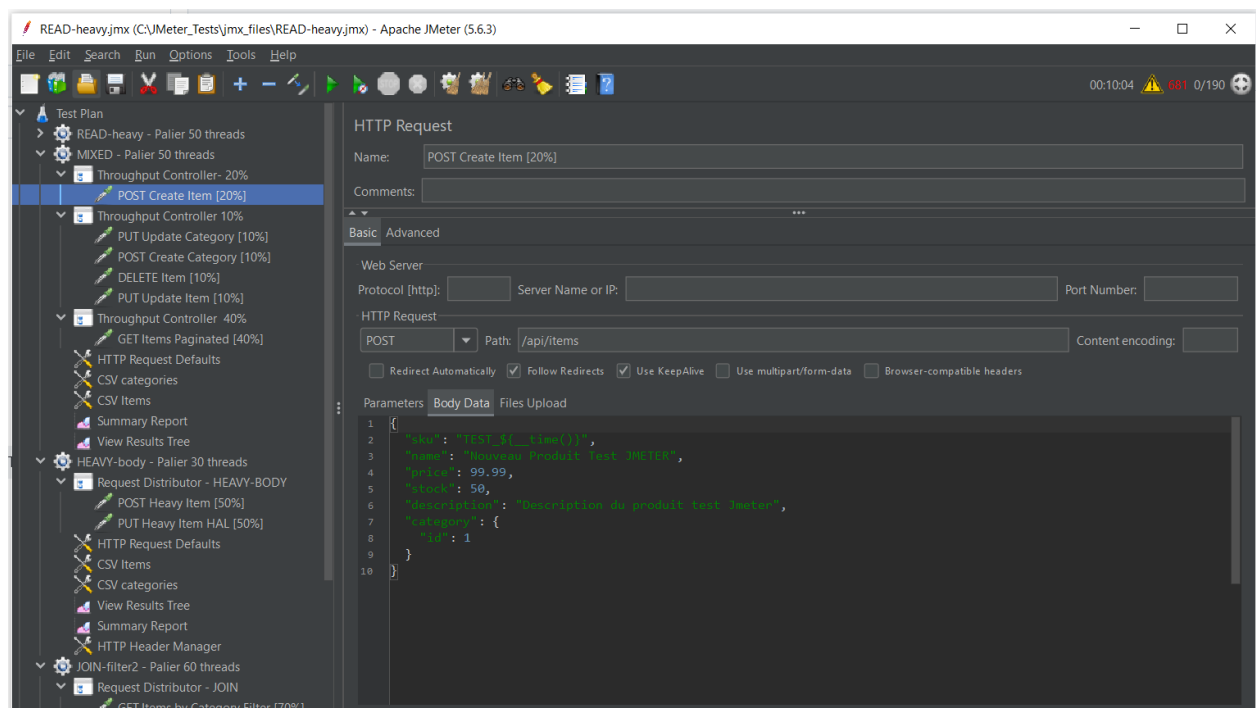 READ-heavy.jmx (C:\JMeter_Tests\jmx_files\READ-heavy.jmx) - Apache JMeter (5.6.3)
File Edit Search Run Options Tools Help
00:10:04 681 0/190
Test Plan
READ-heavy - Palier 50 threads
MIXED - Palier 50 threads
Throughput Controller- 20%
POST Create Item [20%]
Throughput Controller 10%
PUT Update Category [10%]
POST Create Category [10%]
DELETE Item [10%]
PUT Update Item [10%]
Throughput Controller 40%
GET Items Paginated [40%]
HTTP Request Defaults
CSV categories
CSV Items
Summary Report
View Results Tree
HEAVY-body - Palier 30 threads
Request Distributor - HEAVY-BODY
POST Heavy Item [50%]
PUT Heavy Item HAL [50%]
HTTP Request Defaults
CSV Items
CSV categories
View Results Tree
Summary Report
HTTP Header Manager
JOIN-filter2 - Palier 60 threads
Request Distributor - JOIN
GET Items by Category Filter [70%]
HTTP Request
Name: POST Create Item [20%]
Comments:
Basic Advanced
Web Server
Protocol [http]: Server Name or IP: Port Number:
HTTP Request
POST Path: /api/items Content encoding:
Redirect Automatically Follow Redirects Use KeepAlive Use multipart/form-data Browser-compatible headers
Parameters Body Data Files Upload
1 {
2 "sku": "TEST_${__time()}",
3 "name": "Nouveau Produit Test JMETER",
4 "price": 99.99,
5 "stock": 50,
6 "description": "Description du produit test Jmeter",
7 "category": {
8 "id": 1
9 }
10 }